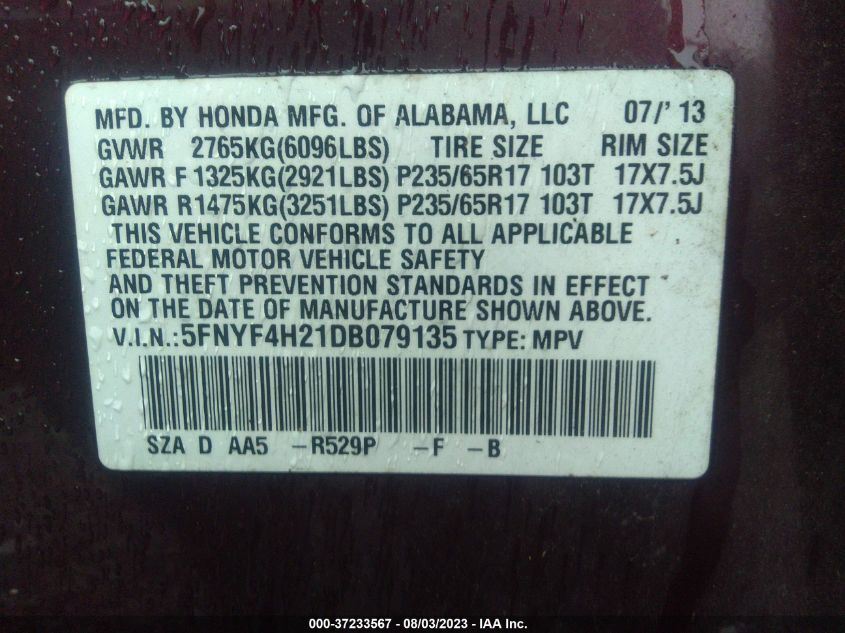 MFD. BY HONDA MFG. OF ALABAMA, LLC 07/'13
GVWR 2765KG(6096LBS) TIRE SIZE RIM SIZE
GAWR F 1325KG(2921LBS) P235/65R17 103T 17X7.5J
GAWR R1475KG(3251LBS) P235/65R17 103T 17X7.5J
THIS VEHICLE CONFORMS TO ALL APPLICABLE
FEDERAL MOTOR VEHICLE SAFETY
AND THEFT PREVENTION STANDARDS IN EFFECT
ON THE DATE OF MANUFACTURE SHOWN ABOVE.
V.I.N.:5FNYF4H21DB079135 TYPE: MPV
SZA D AA5 -R529P -F -B
000-37233567 - 08/03/2023 - IAA Inc.